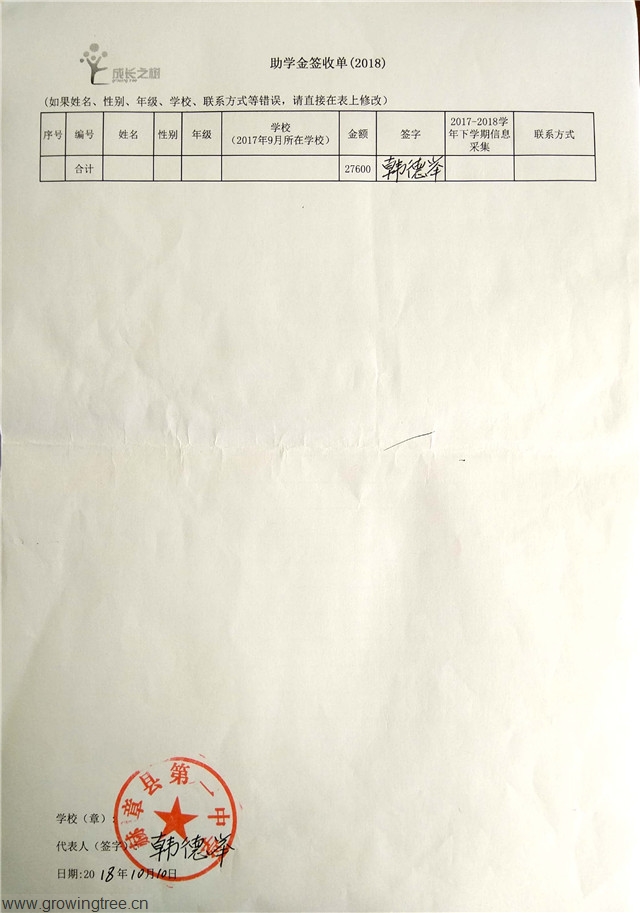 成长之树
助学金签收单(2018)
(如果姓名、性别、年级、学校、联系方式等错误，请直接在表上修改)
序号 编号 姓名 性别 年级 学校（2017年9月所在学校） 金额 签字 2017-2018学年下学期信息采集 联系方式
合计 27600 韩德举
赫章县第一中学
学校（章）：
代表人（签字）：韩德举
日期:2018年10月10日
www.growingtree.cn